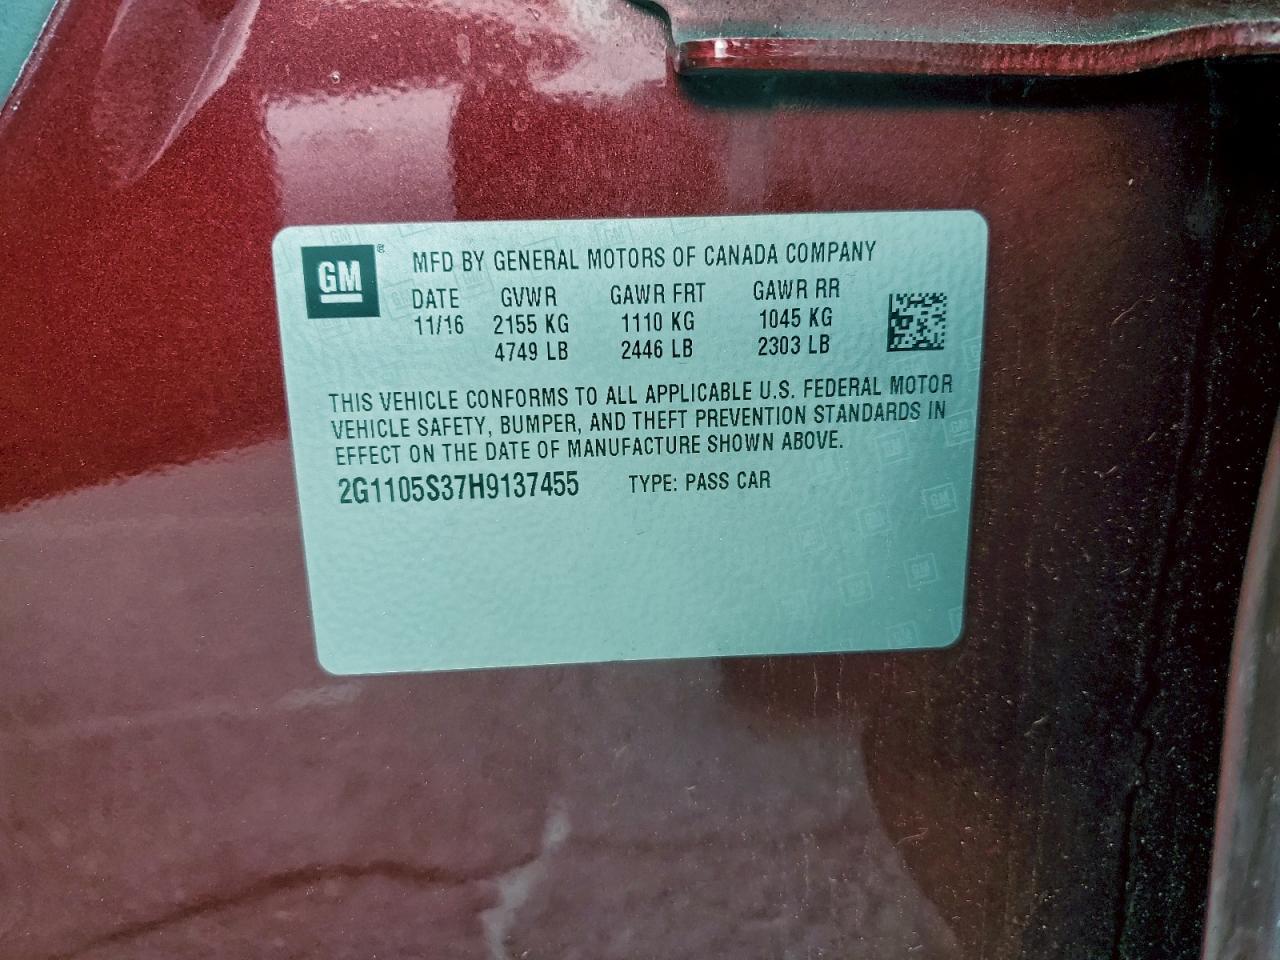 GM®
MFD BY GENERAL MOTORS OF CANADA COMPANY
DATE GVWR GAWR FRT GAWR RR
11/16 2155 KG 1110 KG 1045 KG
4749 LB 2446 LB 2303 LB
THIS VEHICLE CONFORMS TO ALL APPLICABLE U.S. FEDERAL MOTOR
VEHICLE SAFETY, BUMPER, AND THEFT PREVENTION STANDARDS IN
EFFECT ON THE DATE OF MANUFACTURE SHOWN ABOVE.
2G1105S37H9137455 TYPE: PASS CAR